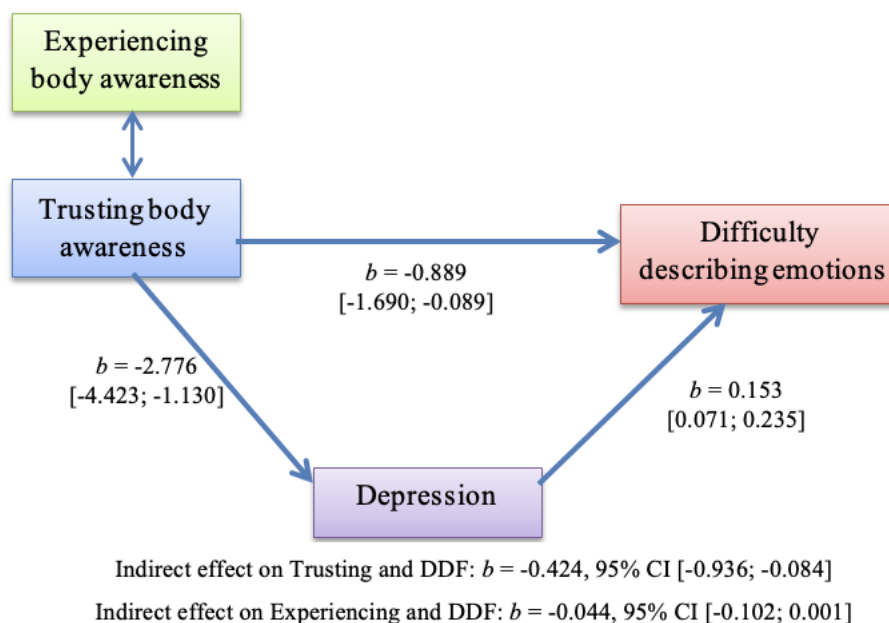 Experiencing
body awareness
Trusting body
awareness
Difficulty
describing emotions
b = -0.889
[-1.690; -0.089]
b = -2.776
[-4.423; -1.130]
b = 0.153
[0.071; 0.235]
Depression
Indirect effect on Trusting and DDF: b = -0.424, 95% CI [-0.936; -0.084]
Indirect effect on Experiencing and DDF: b = -0.044, 95% CI [-0.102; 0.001]